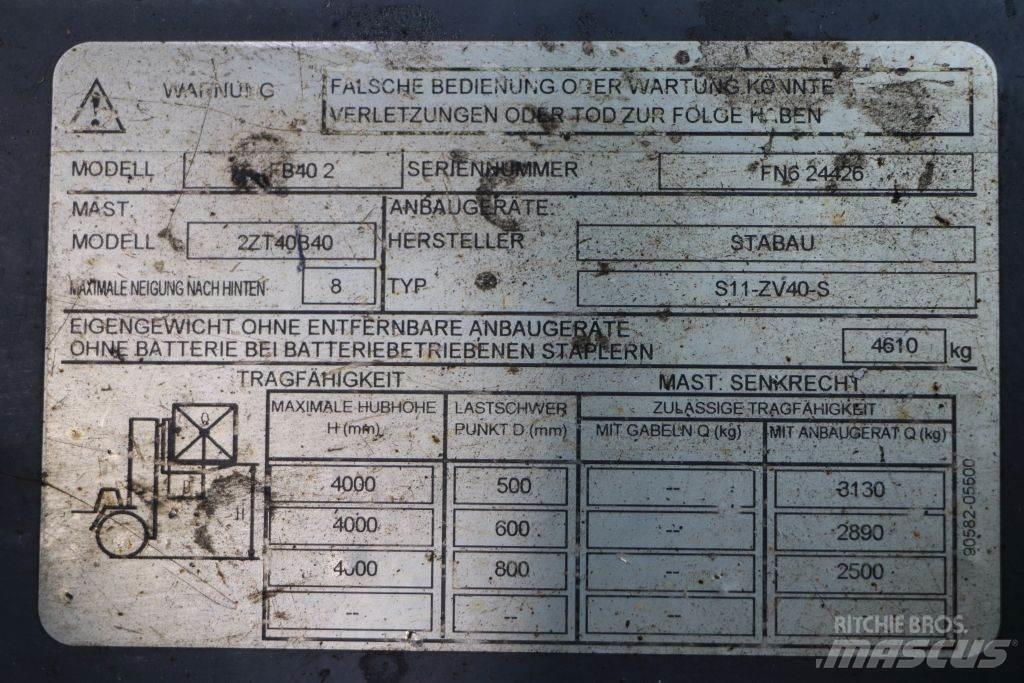 WARNUNG
FALSCHE BEDIENUNG ODER WARTUNG KÖNNTE
VERLETZUNGEN ODER TOD ZUR FOLGE HABEN
MODELL FB40 2 SERIENNUMMER FN6 24426
MAST: ANBAUGERÄTE:
MODELL 2ZT40B40 HERSTELLER STABAU
MAXIMALE NEIGUNG NACH HINTEN 8 TYP S11-ZV40-S
EIGENGEWICHT OHNE ENTFERNBARE ANBAUGERÄTE
OHNE BATTERIE BEI BATTERIEBETRIEBENEN STAPLERN 4610 kg
TRAGFÄHIGKEIT MAST: SENKRECHT
MAXIMALE HUBHÖHE LASTSCHWER ZULÄSSIGE TRAGFÄHIGKEIT
H (mm) PUNKT D (mm) MIT GABELN Q (kg) MIT ANBAUGERÄT Q (kg)
4000 500 -- 3130
4000 600 -- 2890
4000 800 -- 2500
-- -- -- --
Q
H
90582-05500
RITCHIE BROS.
MASCUS